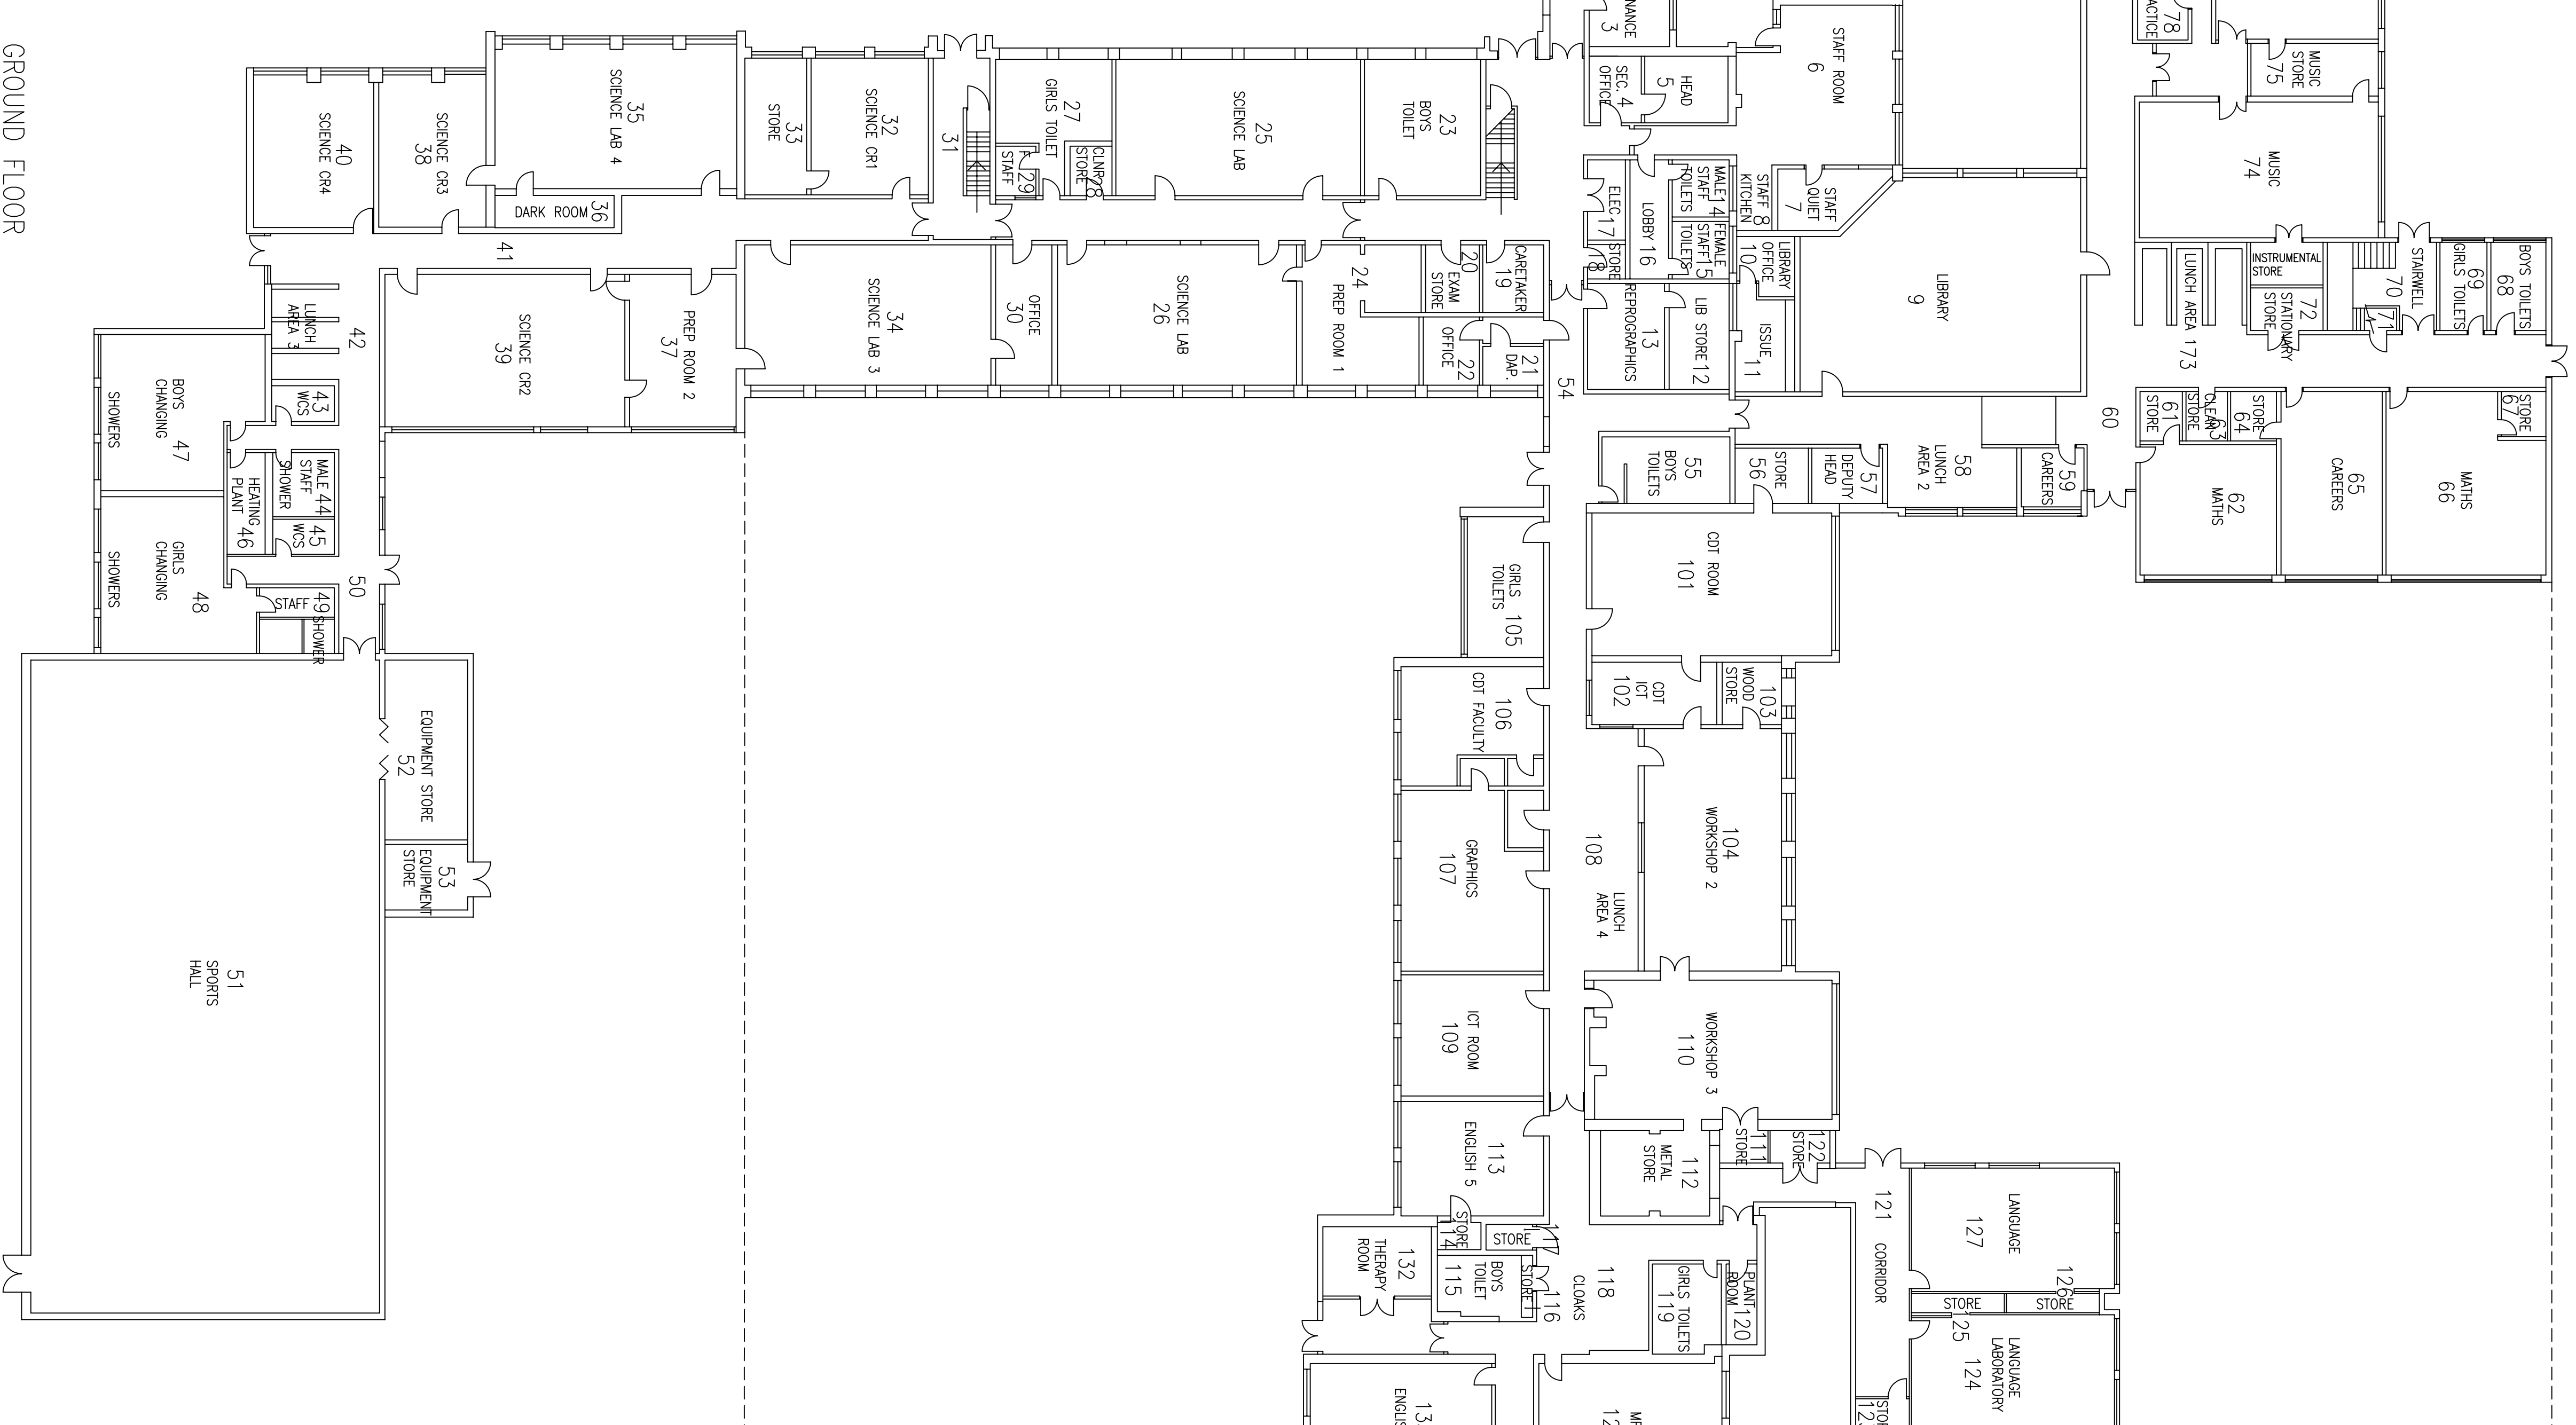 GROUND FLOOR
40
SCIENCE CR4
SCIENCE CR3
38
35
SCIENCE LAB 4
DARK ROOM 36
STORE
33
32
SCIENCE CR1
31
27
GIRLS TOILET
CLNR
STORE
28
F 29
STAFF
25
SCIENCE LAB
23
BOYS
TOILET
3
SEC. 4
OFFICE
HEAD
5
STAFF ROOM
6
STAFF
QUIET
7
STAFF 8
KITCHEN
MALE 14
STAFF
TOILETS
FEMALE
STAFF 15
TOILETS
LOBBY 16
ELEC 17
STORE
18
LIBRARY
OFFICE
10
LIBRARY
9
ISSUE
11
LIB STORE 12
13
REPROGRAPHICS
78
MUSIC
STORE
75
MUSIC
74
BOYS TOILETS
68
69
GIRLS TOILETS
STAIRWELL
70
71
INSTRUMENTAL
STORE
72
STATIONARY
STORE
LUNCH AREA 173
41
42
LUNCH
AREA 3
SCIENCE CR2
39
PREP ROOM 2
37
34
SCIENCE LAB 3
OFFICE
30
SCIENCE LAB
26
24
PREP ROOM 1
20
EXAM
STORE
CARETAKER
19
21
DAP.
OFFICE
22
54
BOYS
CHANGING
47
SHOWERS
43
WCS
MALE 44
STAFF
SHOWER
45
WCS
HEATING
PLANT
46
GIRLS
CHANGING
48
SHOWERS
49
STAFF
SHOWER
50
EQUIPMENT STORE
52
53
EQUIPMENT
STORE
51
SPORTS
HALL
BOYS
TOILETS
55
STORE
56
DEPUTY
HEAD
57
58
LUNCH
AREA 2
59
CAREERS
60
61
STORE
CLEAN
STORE
63
STORE
64
STORE
67
62
MATHS
65
CAREERS
MATHS
66
CDT ROOM
101
CDT
ICT
102
WOOD
STORE
103
104
WORKSHOP 2
GIRLS
TOILETS
105
106
CDT FACULTY
GRAPHICS
107
108
LUNCH
AREA 4
ICT ROOM
109
WORKSHOP 3
110
111
STORE
122
STORE
METAL
STORE
112
113
ENGLISH 5
STORE
114
STORE
BOYS
TOILET
115
STORE
116
118
CLOAKS
GIRLS TOILETS
119
PLANT
ROOM
120
132
THERAPY
ROOM
121 CORRIDOR
LANGUAGE
127
126
STORE
STORE
LANGUAGE
LABORATORY
124